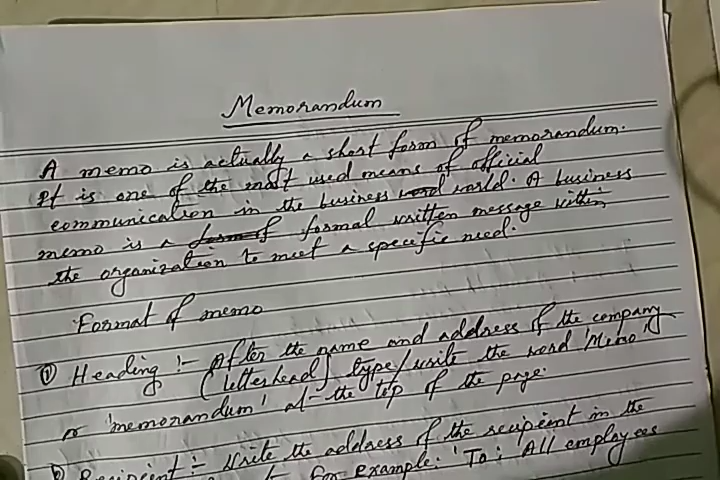 Memorandum
A memo is actually a short form of memorandum.
It is one of the most used means of official
communication in the business world. A business
memo is a formal written message within
the organization to meet a specific need.
Format of memo
① Heading :- After the name and address of the company
(letterhead) type/write the word 'Memo'
or 'memorandum' at the top of the page.
Recipient :- Write the address of the recipient in the
for example: 'To: All employees